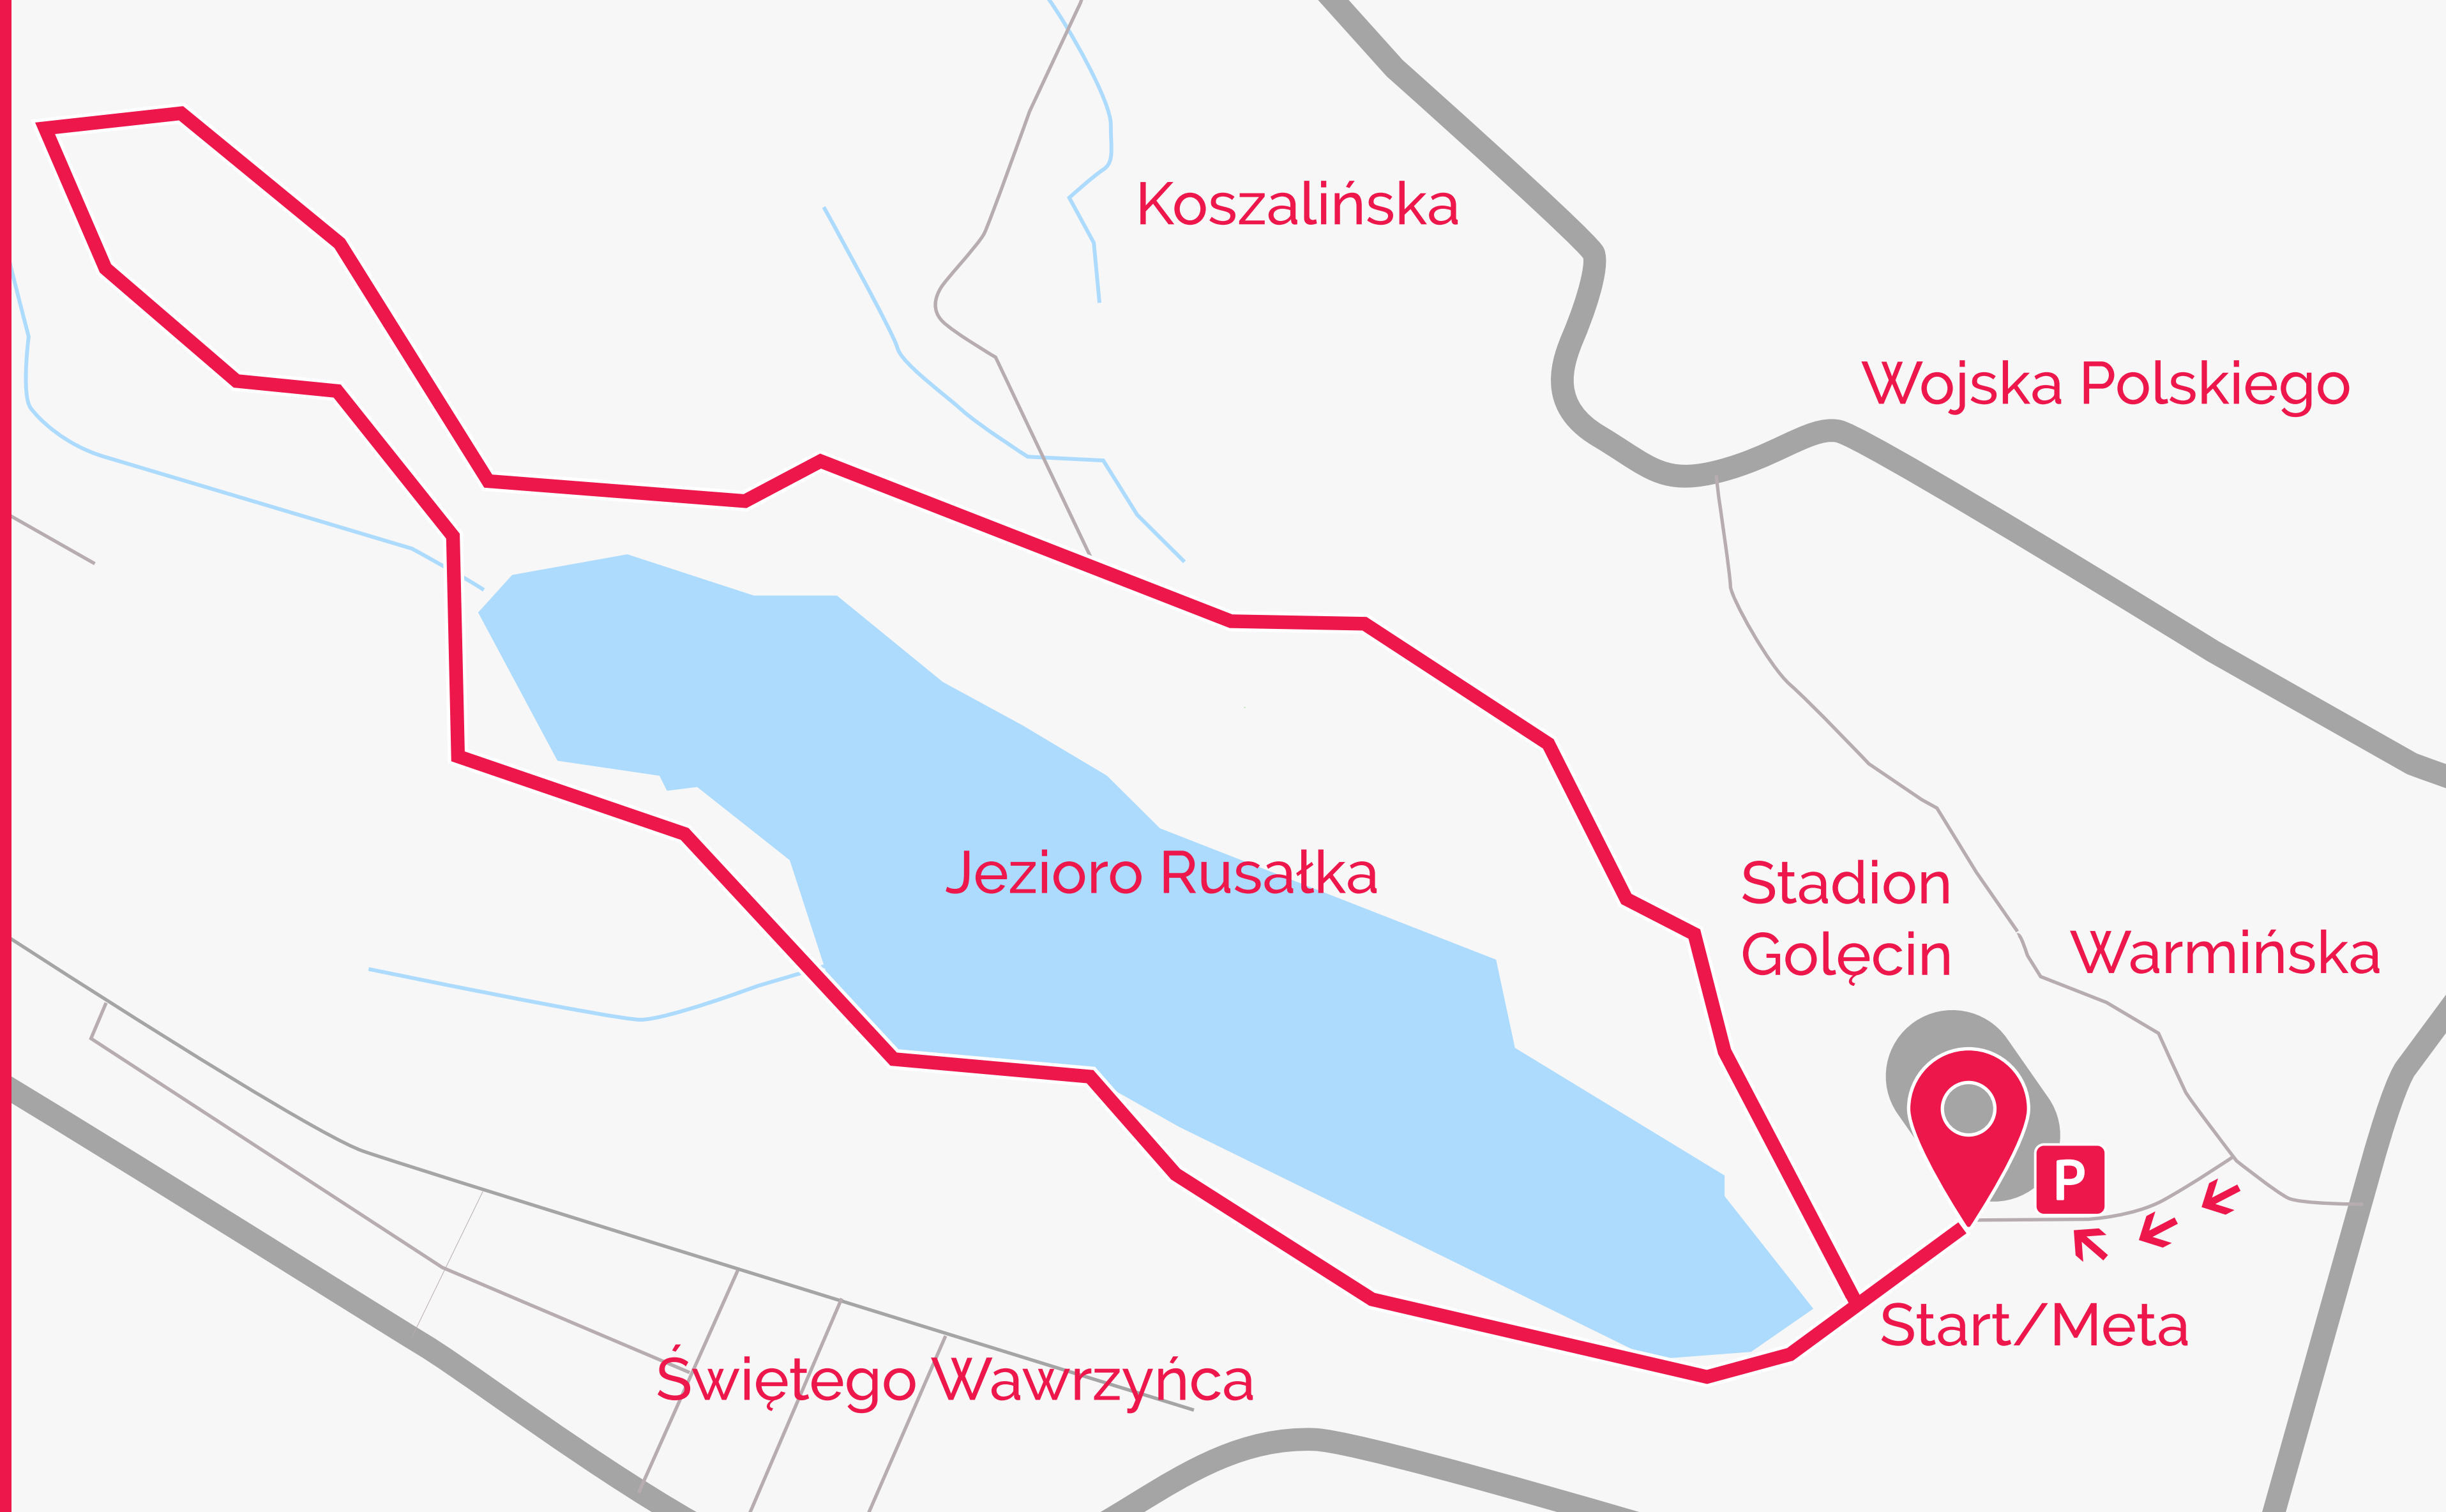 Koszalińska
Wojska Polskiego
Jezioro Rusałka
Stadion
Golęcin
Warmińska
P
Start/Meta
Świętego Wawrzyńca